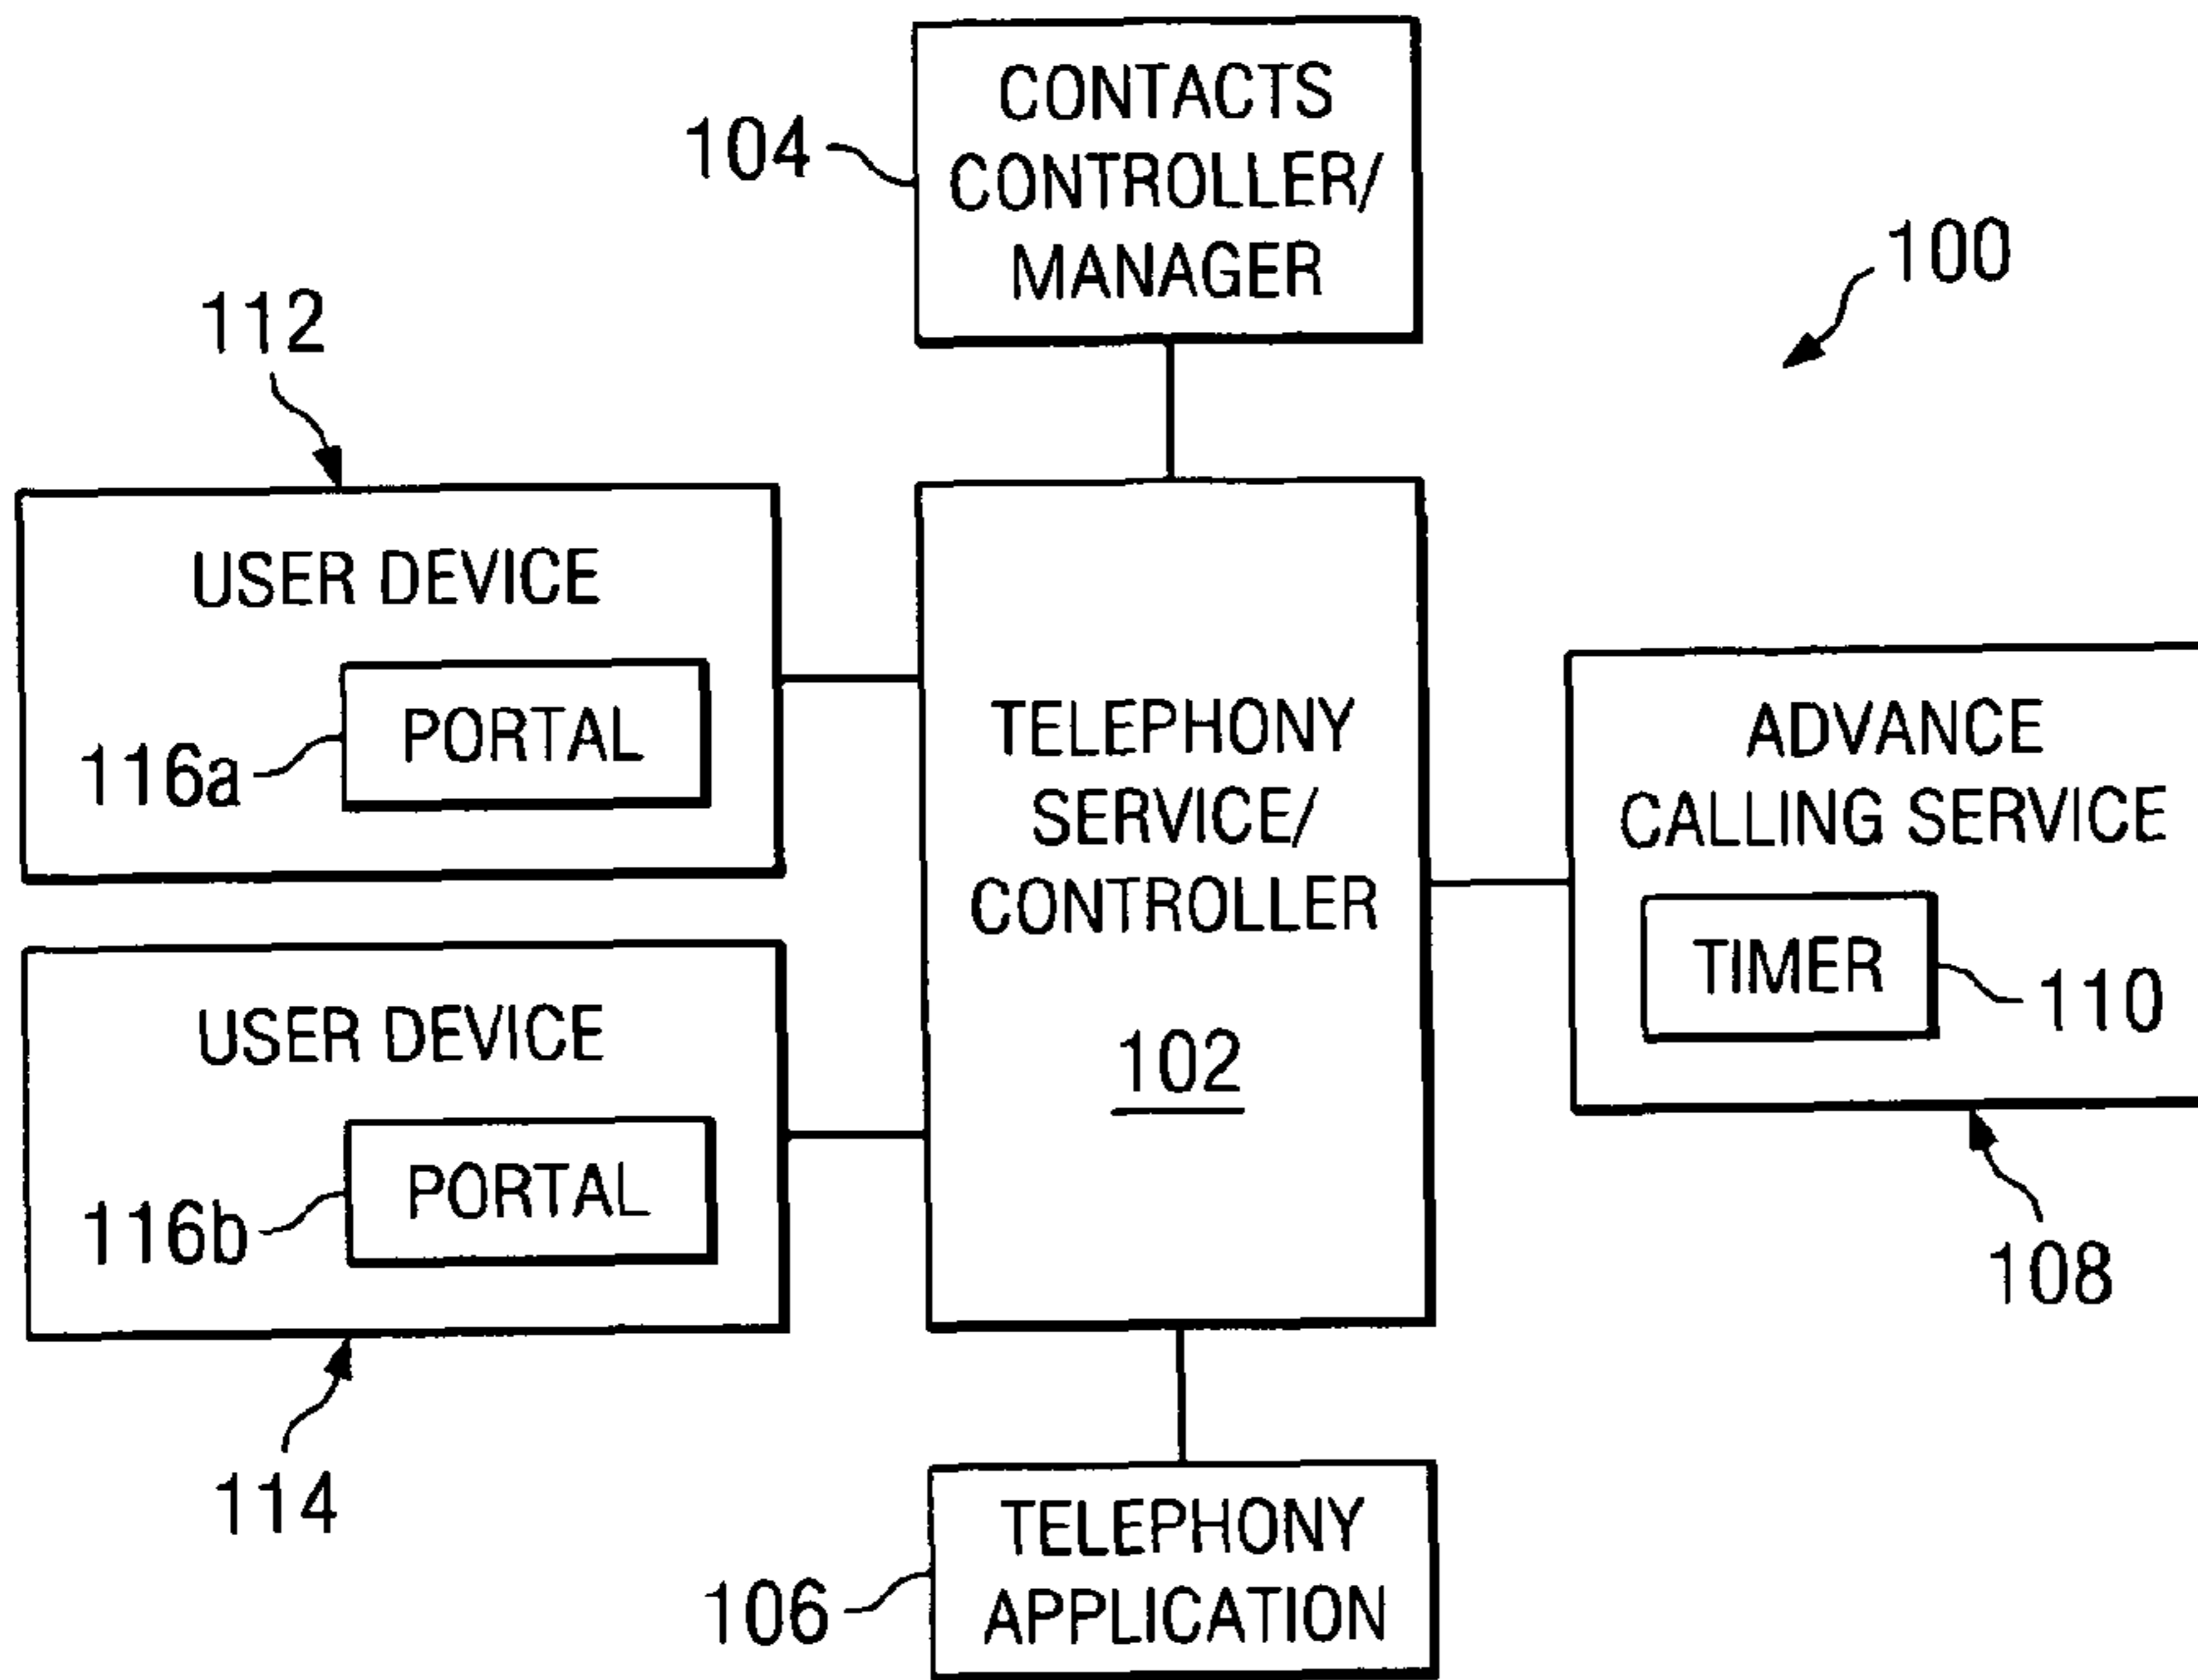 CONTACTS
CONTROLLER/
MANAGER
104
100
112
USER DEVICE
PORTAL
116a
TELEPHONY
SERVICE/
CONTROLLER
102
ADVANCE
CALLING SERVICE
TIMER
110
108
USER DEVICE
PORTAL
116b
114
TELEPHONY
APPLICATION
106